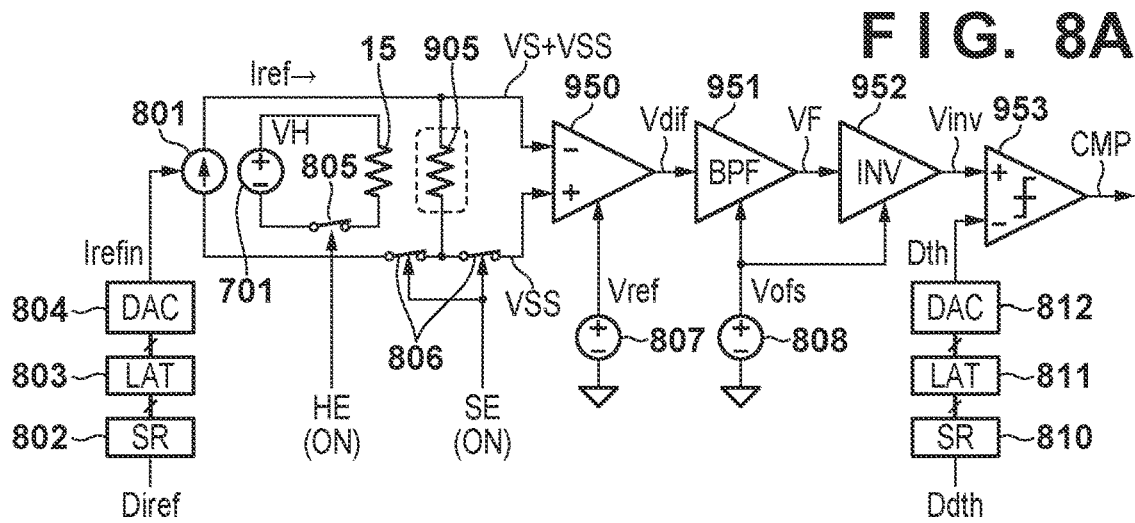 FIG. 8A
Iref→
15
905
VS+VSS
950
951
952
953
801
VH
Vdif
VF
Vinv
CMP
805
BPF
INV
+
−
−
+
+
−
Irefin
701
806
VSS
Vref
Vofs
Dth
804
DAC
+
−
807
+
−
808
DAC
812
803
LAT
LAT
811
HE
(ON)
SE
(ON)
802
SR
SR
810
Diref
Ddth